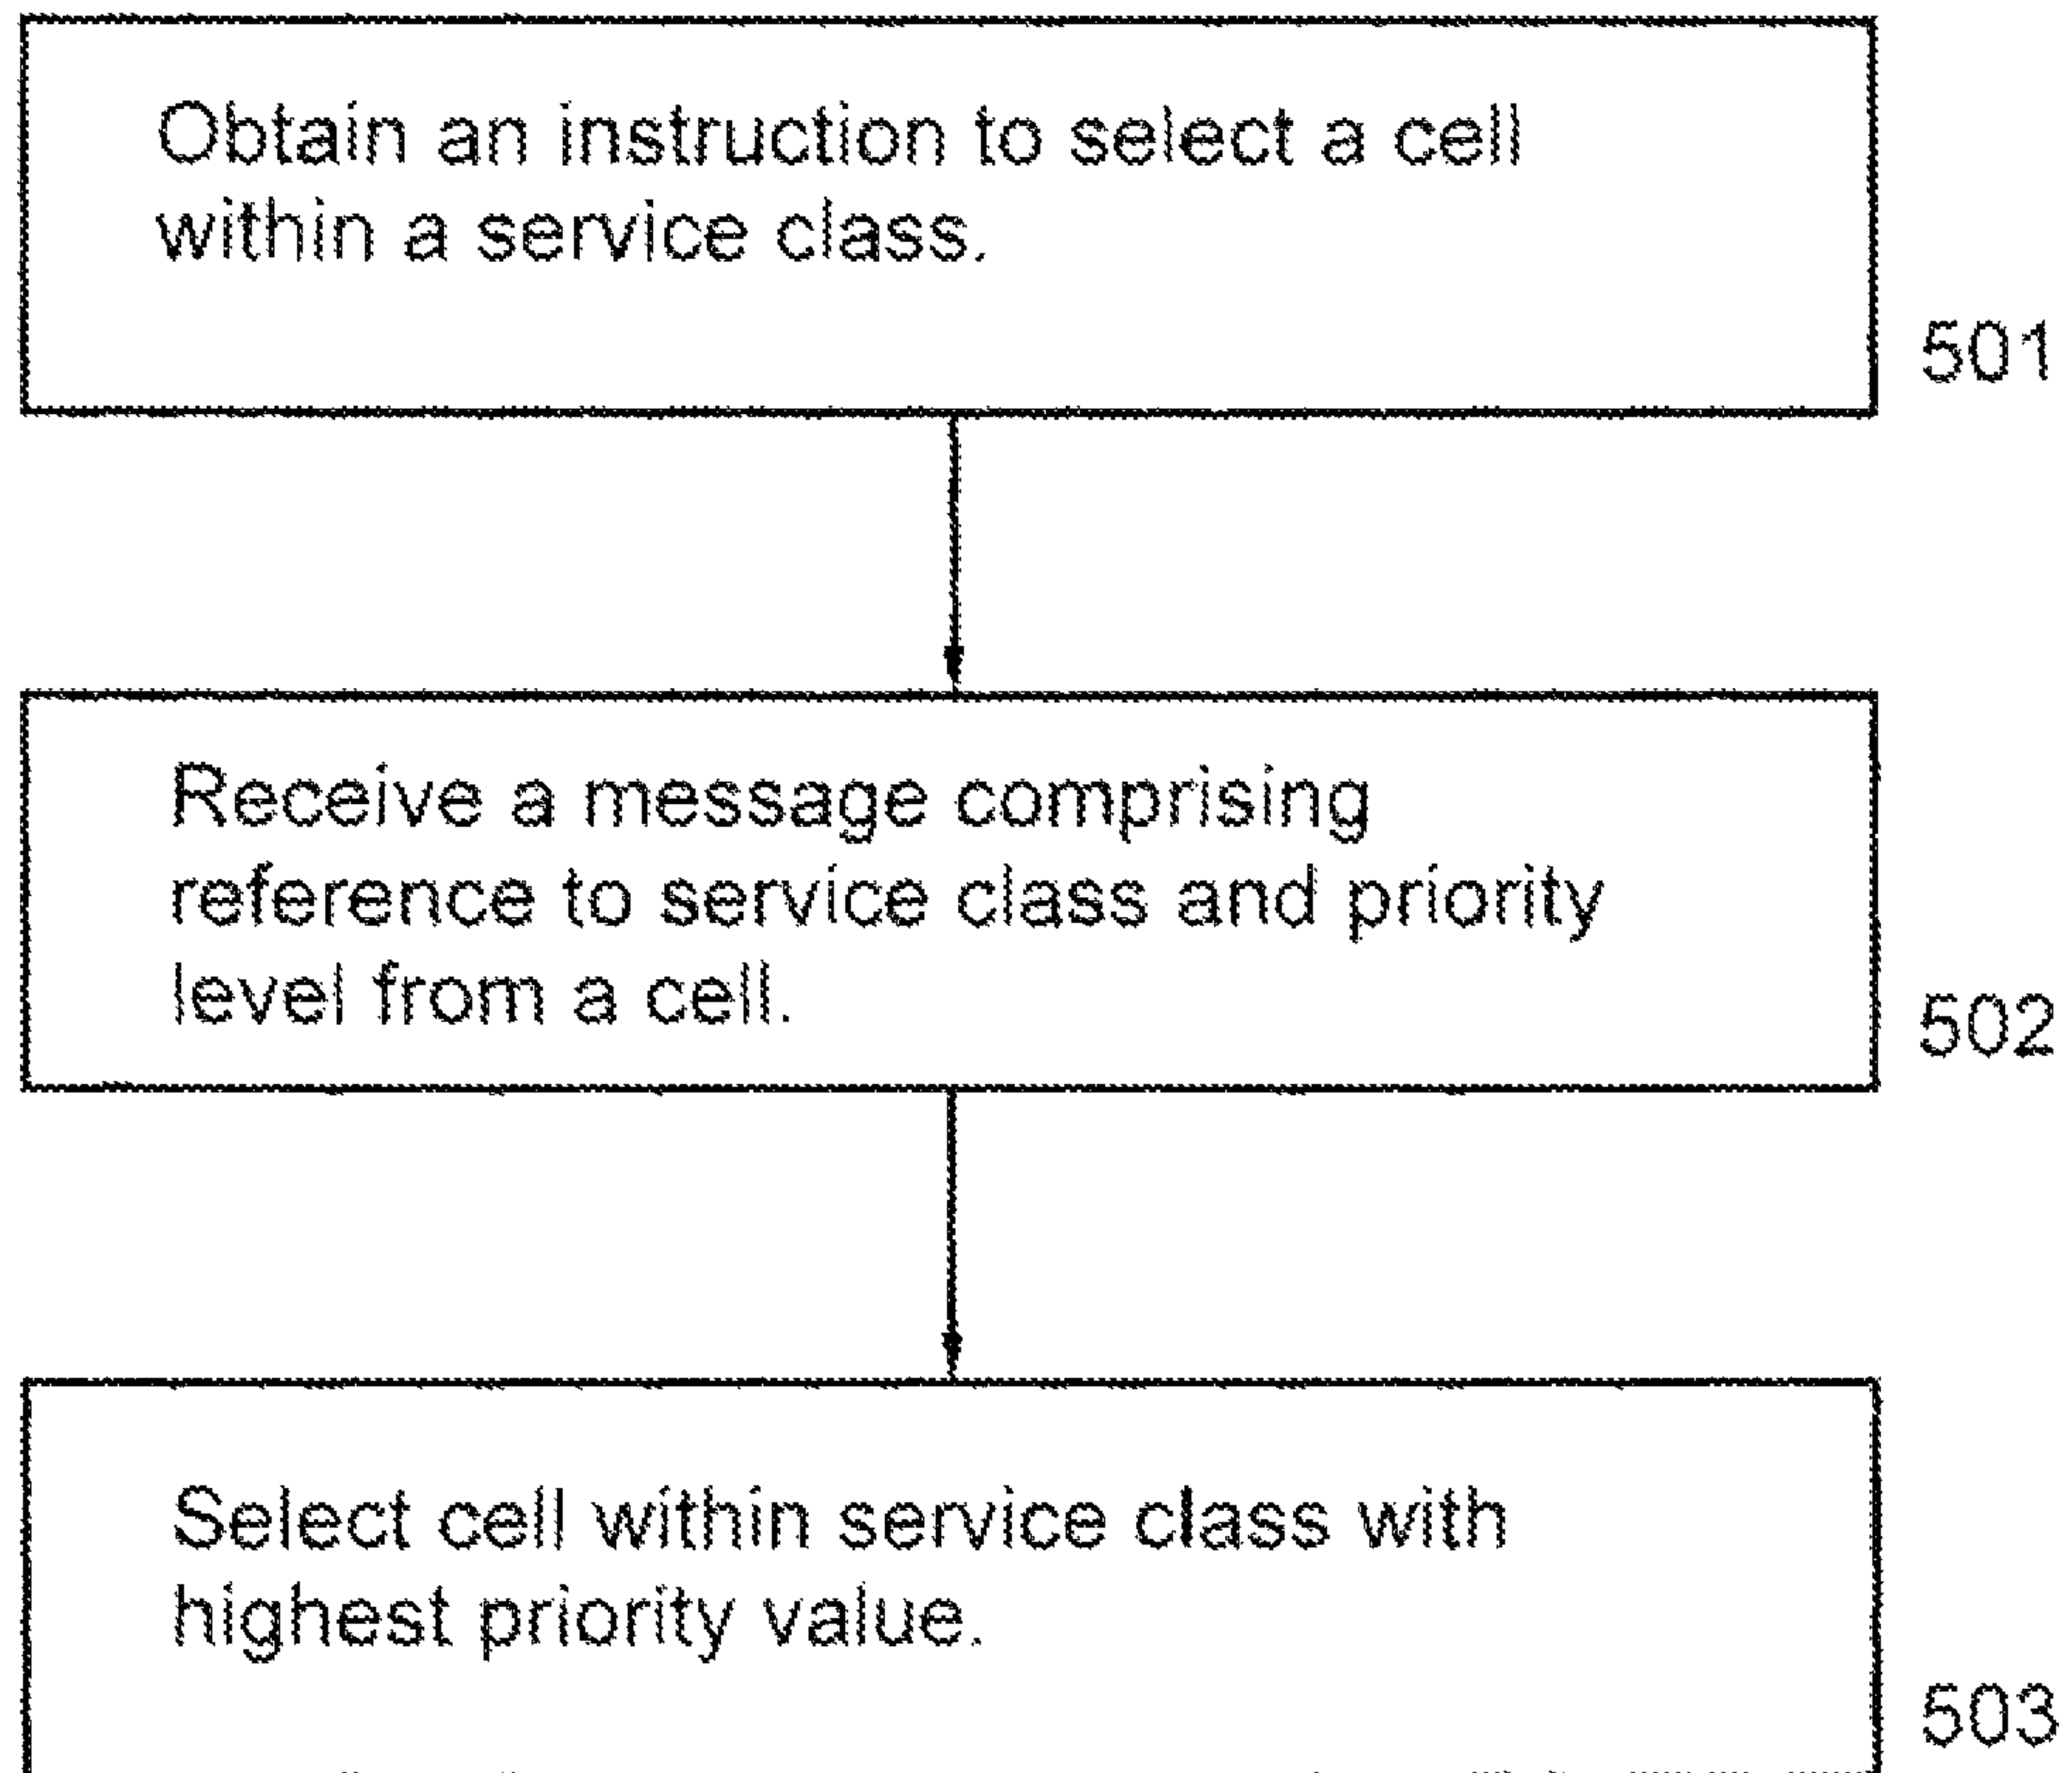 Obtain an instruction to select a cell
within a service class.
501
Receive a message comprising
reference to service class and priority
level from a cell.
502
Select cell within service class with
highest priority value.
503